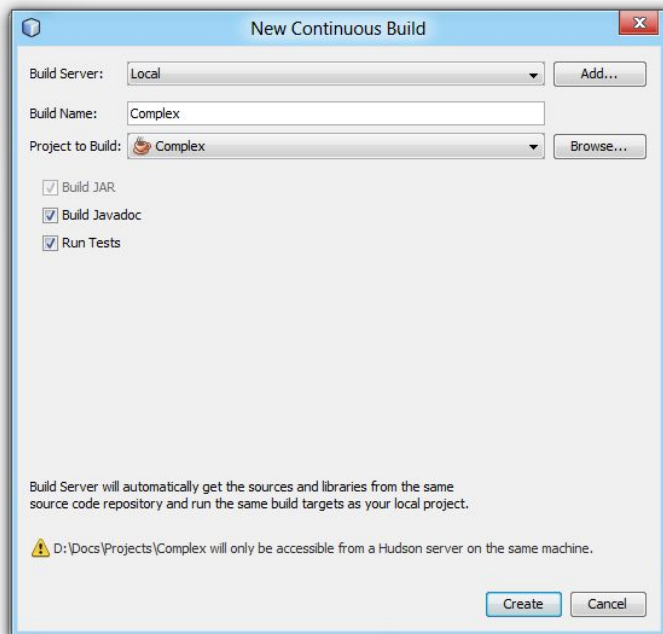 New Continuous Build
Build Server: Local Add...
Build Name: Complex
Project to Build: Complex Browse...
Build JAR
Build Javadoc
Run Tests
Build Server will automatically get the sources and libraries from the same
source code repository and run the same build targets as your local project.
D:\Docs\Projects\Complex will only be accessible from a Hudson server on the same machine.
Create Cancel